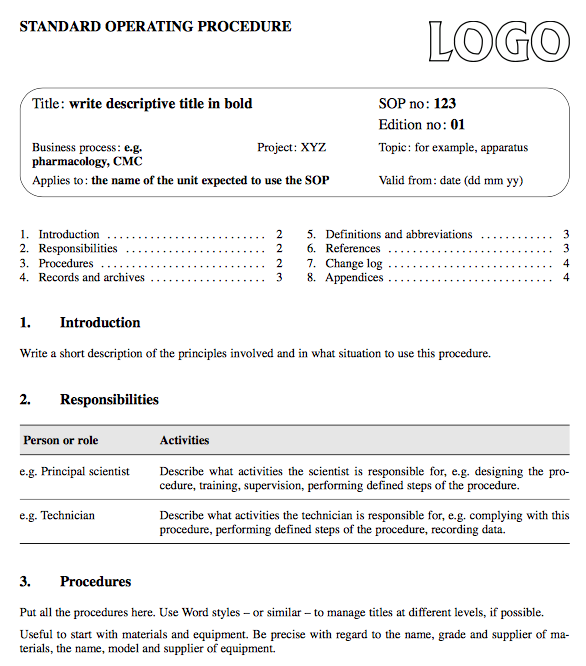 STANDARD OPERATING PROCEDURE
LOGO
Title: write descriptive title in bold
SOP no: 123
Edition no: 01
Business process: e.g. pharmacology, CMC
Project: XYZ
Topic: for example, apparatus
Applies to: the name of the unit expected to use the SOP
Valid from: date (dd mm yy)
1. Introduction .......................... 2
2. Responsibilities ....................... 2
3. Procedures ........................... 2
4. Records and archives ................... 3
5. Definitions and abbreviations ............ 3
6. References ........................... 3
7. Change log ........................... 4
8. Appendices ........................... 4
1. Introduction
Write a short description of the principles involved and in what situation to use this procedure.
2. Responsibilities
Person or role Activities
e.g. Principal scientist Describe what activities the scientist is responsible for, e.g. designing the pro-
cedure, training, supervision, performing defined steps of the procedure.
e.g. Technician Describe what activities the technician is responsible for, e.g. complying with this
procedure, performing defined steps of the procedure, recording data.
3. Procedures
Put all the procedures here. Use Word styles – or similar – to manage titles at different levels, if possible.
Useful to start with materials and equipment. Be precise with regard to the name, grade and supplier of ma-
terials, the name, model and supplier of equipment.